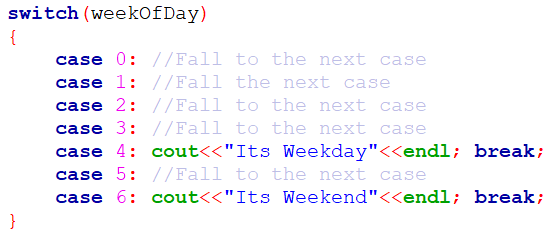 switch(weekOfDay)
{
case 0: //Fall to the next case
case 1: //Fall the next case
case 2: //Fall to the next case
case 3: //Fall to the next case
case 4: cout<<"Its Weekday"<<endl; break;
case 5: //Fall to the next case
case 6: cout<<"Its Weekend"<<endl; break;
}